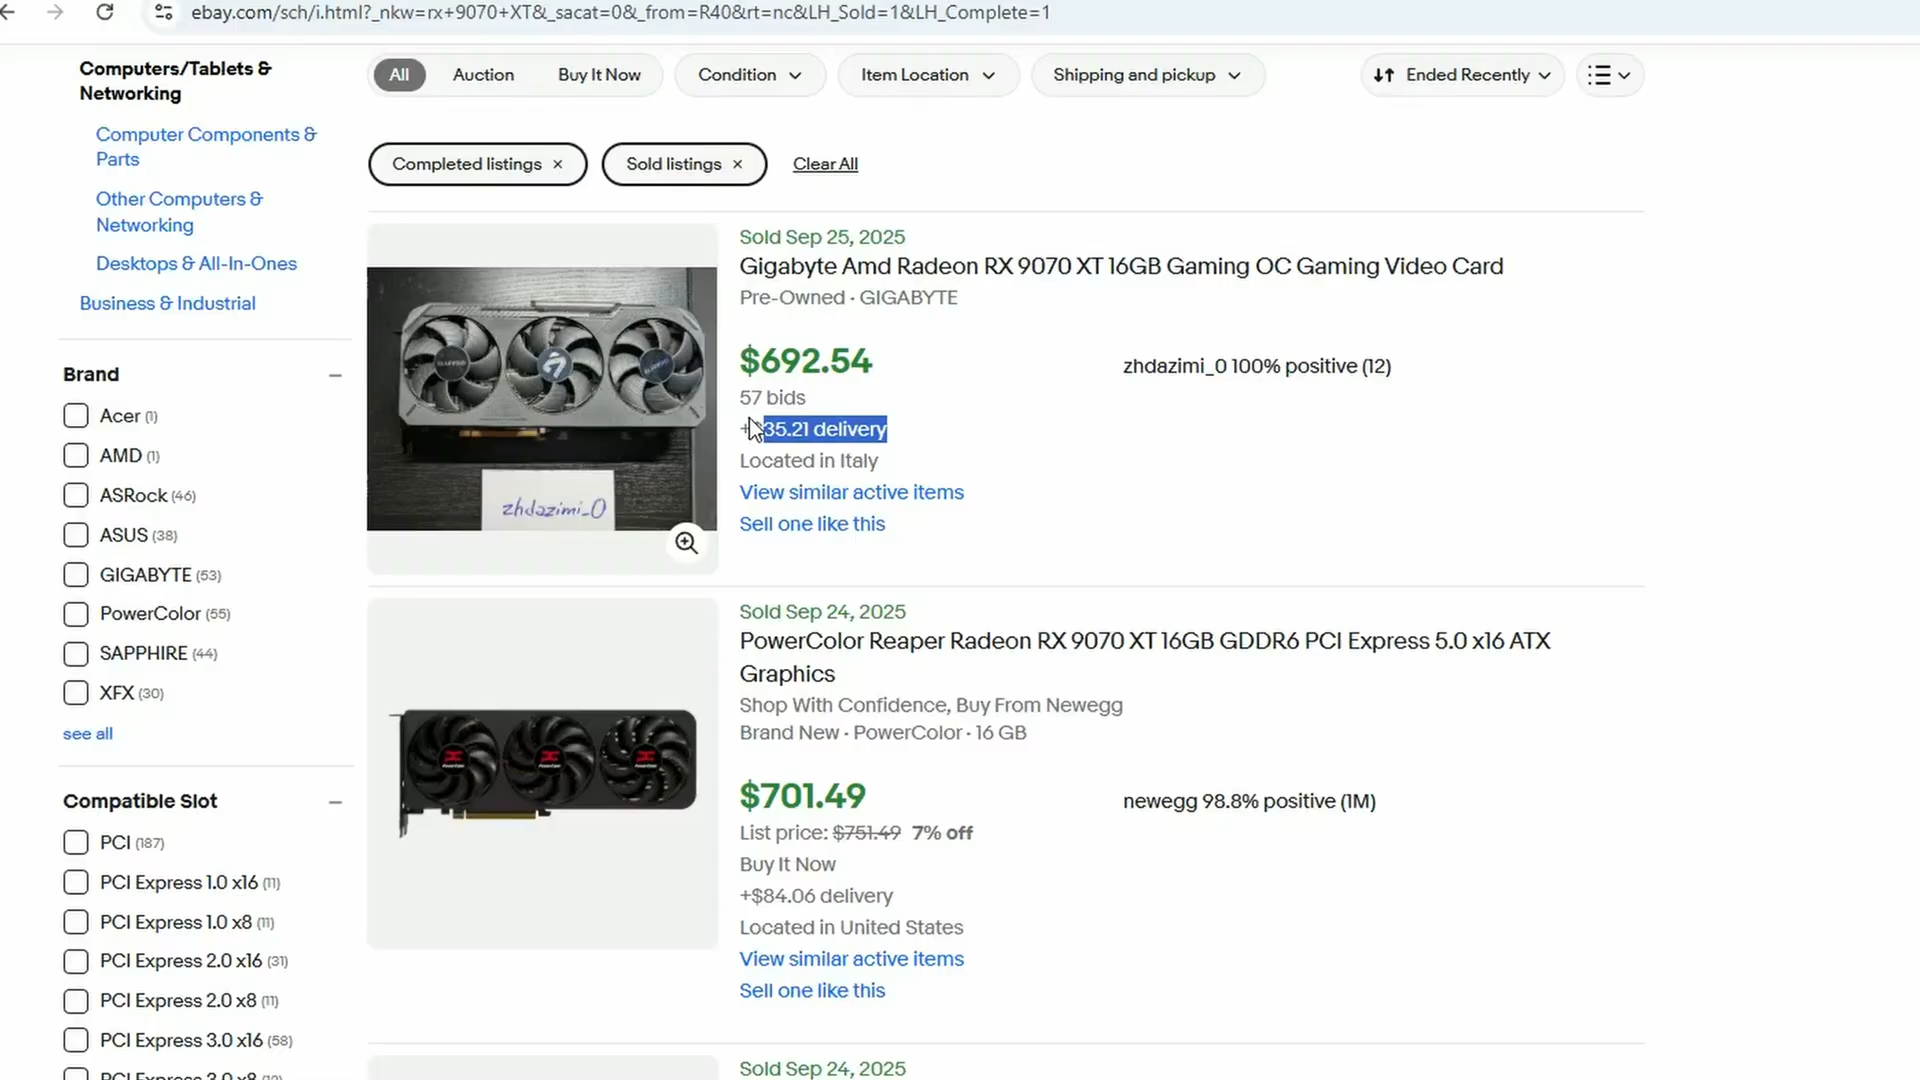 ebay.com/sch/i.html?_nkw=rx+9070+XT&_sacat=0&_from=R40&rt=nc&LH_Sold=1&LH_Complete=1
Computers/Tablets &
Networking
Computer Components &
Parts
Other Computers &
Networking
Desktops & All-In-Ones
Business & Industrial
Brand
Acer (1)
AMD (1)
ASRock (46)
ASUS (38)
GIGABYTE (53)
PowerColor (55)
SAPPHIRE (44)
XFX (30)
see all
Compatible Slot
PCI (187)
PCI Express 1.0 x16 (11)
PCI Express 1.0 x8 (11)
PCI Express 2.0 x16 (31)
PCI Express 2.0 x8 (11)
PCI Express 3.0 x16 (58)
PCI Express 3.0 x8
All Auction Buy It Now Condition Item Location Shipping and pickup Ended Recently
Completed listings × Sold listings × Clear All
Sold Sep 25, 2025
Gigabyte Amd Radeon RX 9070 XT 16GB Gaming OC Gaming Video Card
Pre-Owned · GIGABYTE
$692.54
57 bids
35.21 delivery
Located in Italy
View similar active items
Sell one like this
zhdazimi_0 100% positive (12)
zhdazimi_0
Sold Sep 24, 2025
PowerColor Reaper Radeon RX 9070 XT 16GB GDDR6 PCI Express 5.0 x16 ATX
Graphics
Shop With Confidence, Buy From Newegg
Brand New · PowerColor · 16 GB
$701.49
List price: $751.49 7% off
Buy It Now
+$84.06 delivery
Located in United States
View similar active items
Sell one like this
newegg 98.8% positive (1M)
Sold Sep 24, 2025